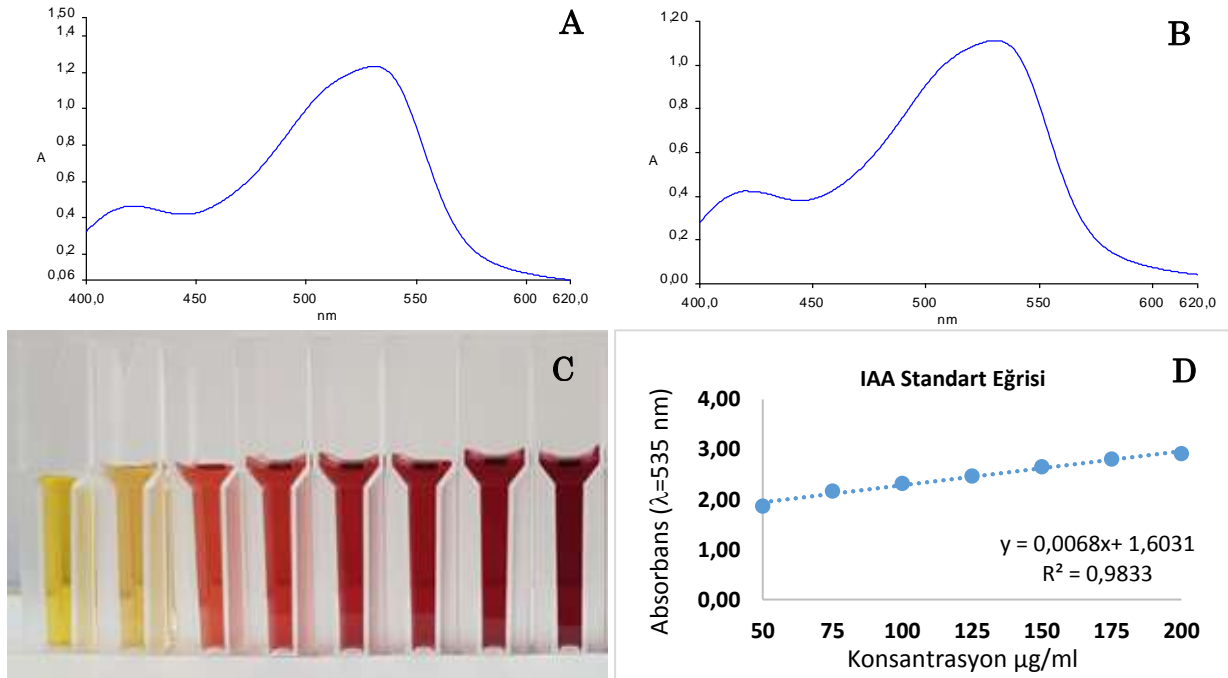 A
1,50
1,4
1,2
1,0
0,8
A
0,6
0,4
0,2
0,06
400,0 450 500 550 600 620,0
nm
B
1,20
1,0
0,8
A
0,6
0,4
0,2
0,00
400,0 450 500 550 600 620,0
nm
C
D
IAA Standart Eğrisi
Absorbans (λ=535 nm)
4,00
3,00
2,00
1,00
0,00
y = 0,0068x+ 1,6031
R² = 0,9833
50 75 100 125 150 175 200
Konsantrasyon µg/ml